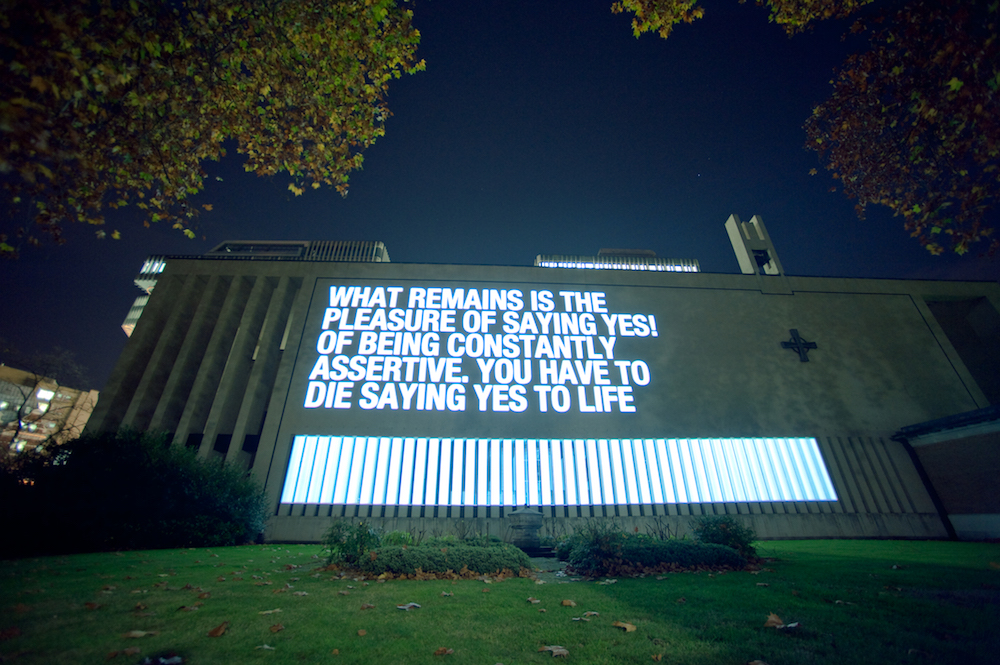 WHAT REMAINS IS THE
PLEASURE OF SAYING YES!
OF BEING CONSTANTLY
ASSERTIVE. YOU HAVE TO
DIE SAYING YES TO LIFE